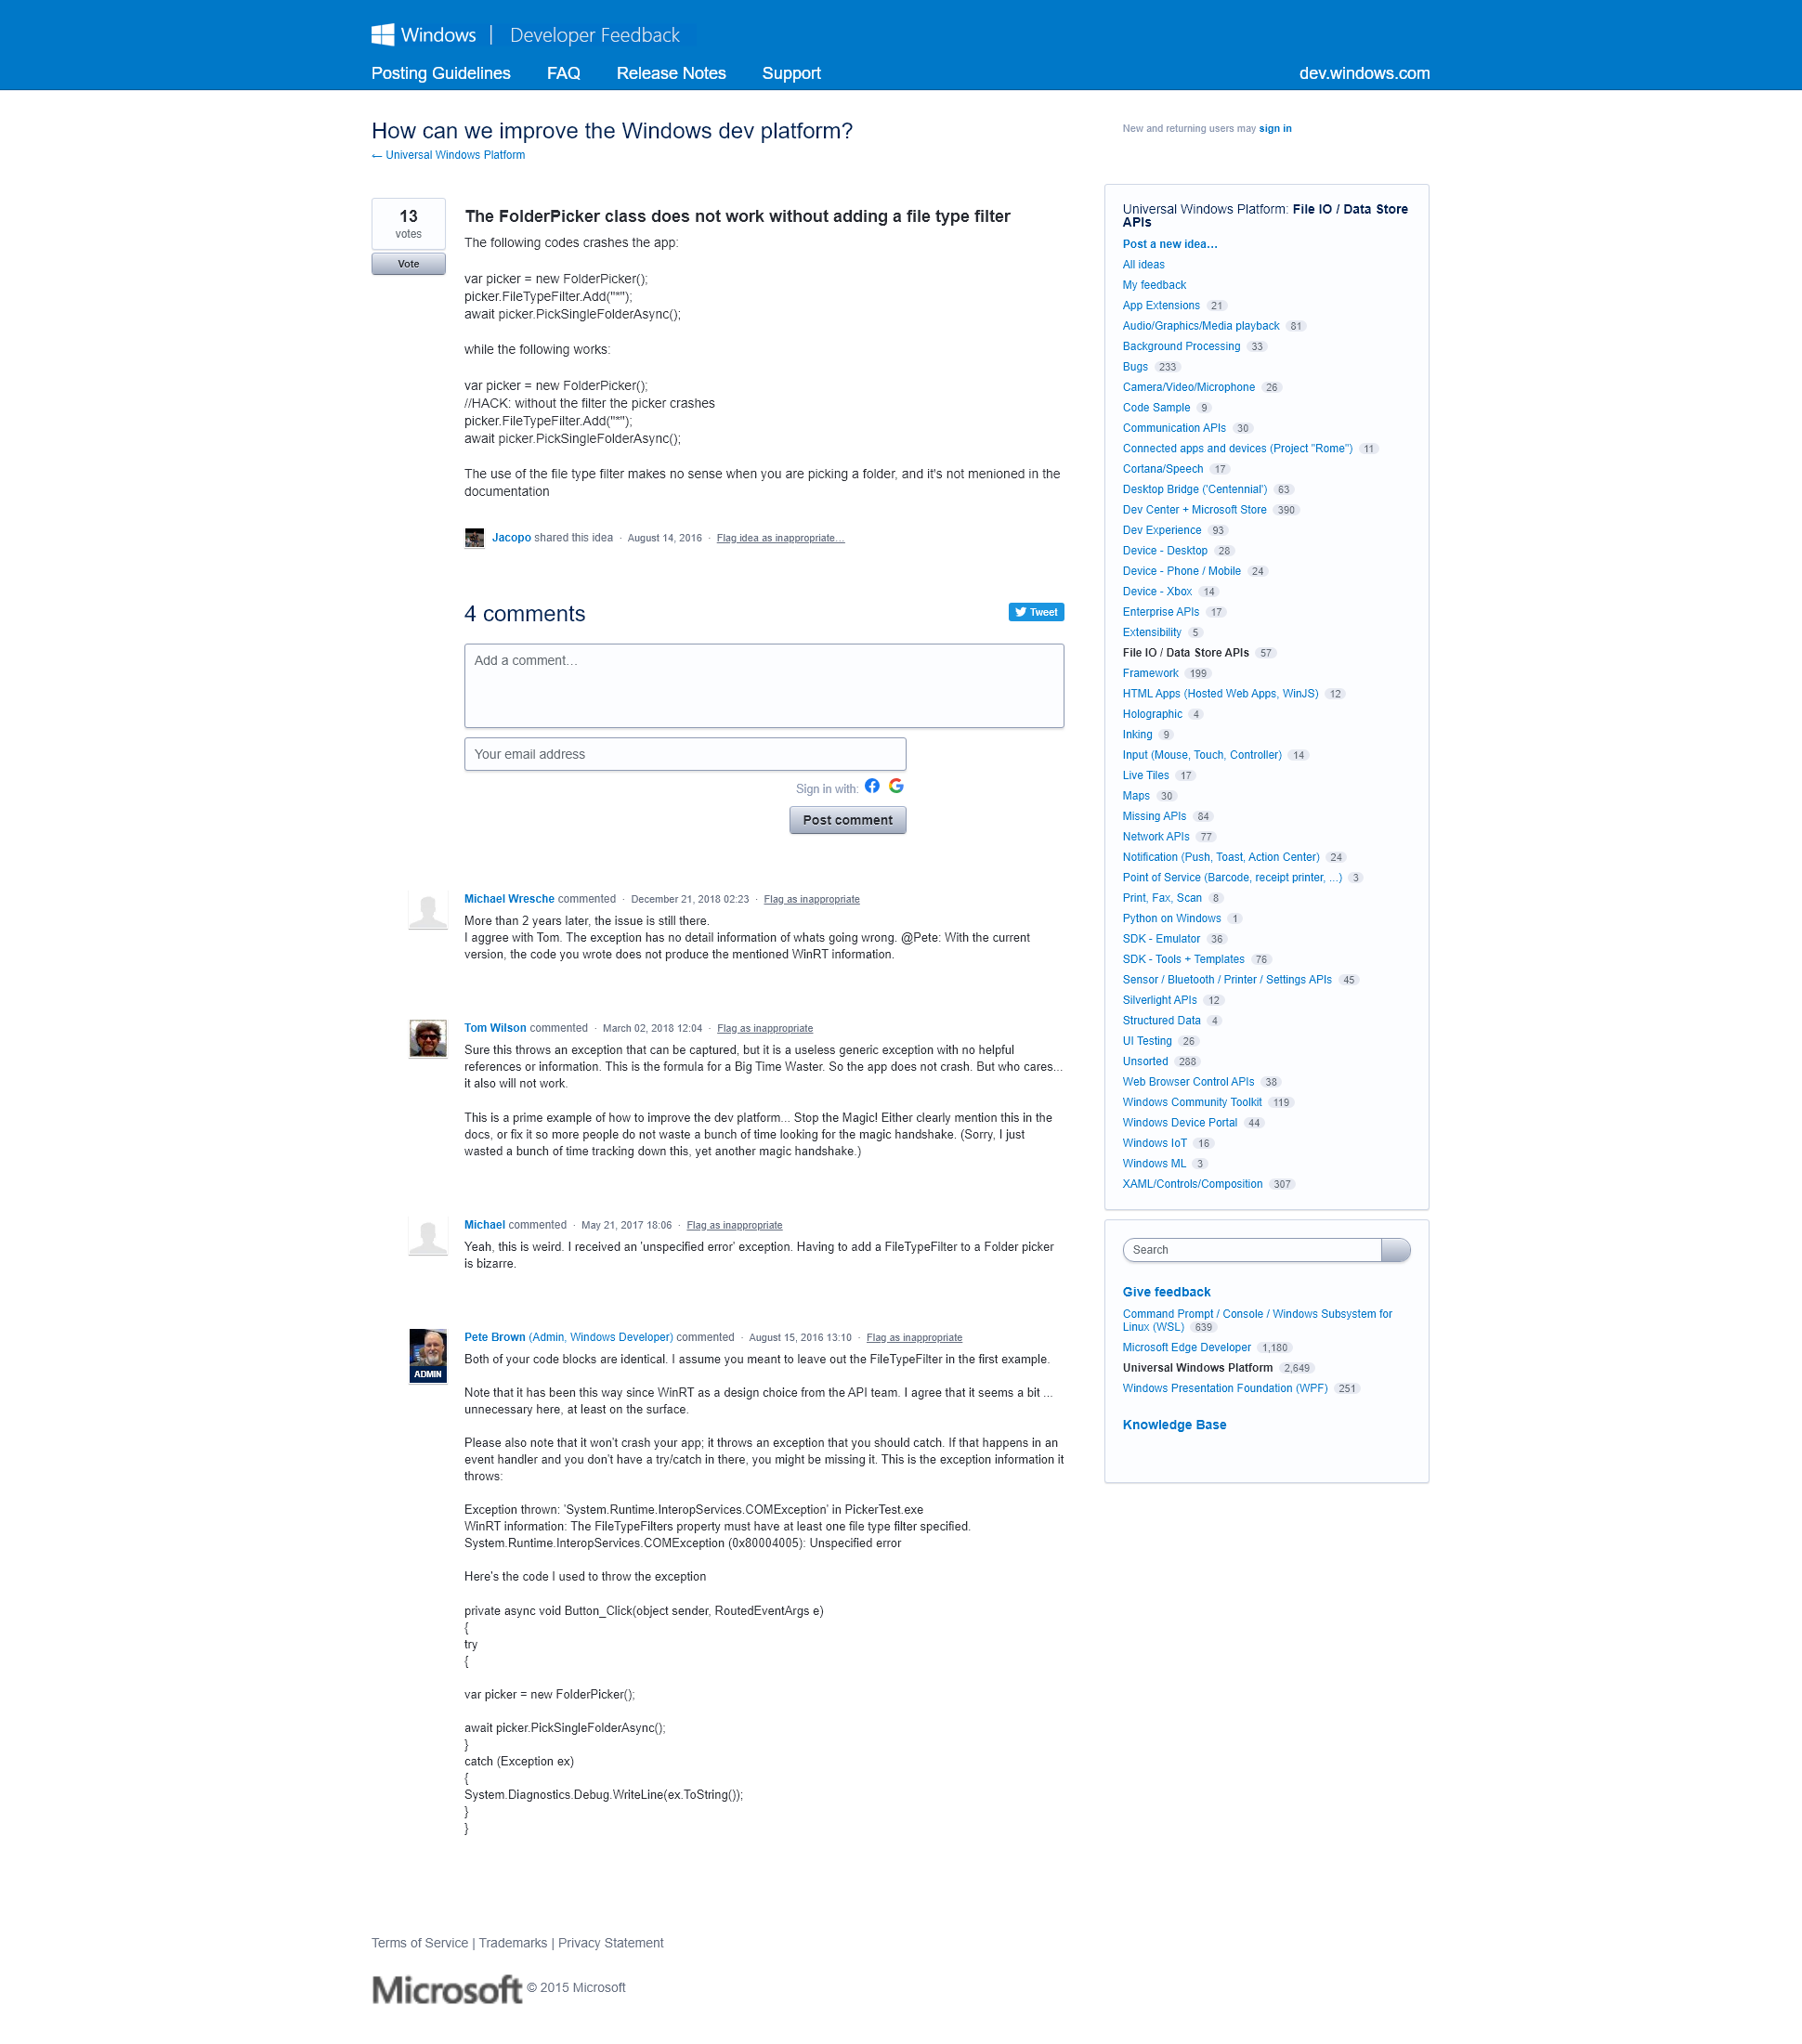 Windows | Developer Feedback
Posting Guidelines FAQ Release Notes Support dev.windows.com
How can we improve the Windows dev platform?
← Universal Windows Platform
New and returning users may sign in
13
votes
Vote
The FolderPicker class does not work without adding a file type filter
The following codes crashes the app:
var picker = new FolderPicker();
picker.FileTypeFilter.Add("*");
await picker.PickSingleFolderAsync();
while the following works:
var picker = new FolderPicker();
//HACK: without the filter the picker crashes
picker.FileTypeFilter.Add("*");
await picker.PickSingleFolderAsync();
The use of the file type filter makes no sense when you are picking a folder, and it's not menioned in the
documentation
Jacopo shared this idea · August 14, 2016 · Flag idea as inappropriate…
4 comments
Tweet
Add a comment…
Your email address
Sign in with:
Post comment
Michael Wresche commented · December 21, 2018 02:23 · Flag as inappropriate
More than 2 years later, the issue is still there.
I aggree with Tom. The exception has no detail information of whats going wrong. @Pete: With the current
version, the code you wrote does not produce the mentioned WinRT information.
Tom Wilson commented · March 02, 2018 12:04 · Flag as inappropriate
Sure this throws an exception that can be captured, but it is a useless generic exception with no helpful
references or information. This is the formula for a Big Time Waster. So the app does not crash. But who cares...
it also will not work.
This is a prime example of how to improve the dev platform... Stop the Magic! Either clearly mention this in the
docs, or fix it so more people do not waste a bunch of time looking for the magic handshake. (Sorry, I just
wasted a bunch of time tracking down this, yet another magic handshake.)
Michael commented · May 21, 2017 18:06 · Flag as inappropriate
Yeah, this is weird. I received an 'unspecified error' exception. Having to add a FileTypeFilter to a Folder picker
is bizarre.
ADMIN
Pete Brown (Admin, Windows Developer) commented · August 15, 2016 13:10 · Flag as inappropriate
Both of your code blocks are identical. I assume you meant to leave out the FileTypeFilter in the first example.
Note that it has been this way since WinRT as a design choice from the API team. I agree that it seems a bit ...
unnecessary here, at least on the surface.
Please also note that it won't crash your app; it throws an exception that you should catch. If that happens in an
event handler and you don't have a try/catch in there, you might be missing it. This is the exception information it
throws:
Exception thrown: 'System.Runtime.InteropServices.COMException' in PickerTest.exe
WinRT information: The FileTypeFilters property must have at least one file type filter specified.
System.Runtime.InteropServices.COMException (0x80004005): Unspecified error
Here's the code I used to throw the exception
private async void Button_Click(object sender, RoutedEventArgs e)
{
try
{
var picker = new FolderPicker();
await picker.PickSingleFolderAsync();
}
catch (Exception ex)
{
System.Diagnostics.Debug.WriteLine(ex.ToString());
}
}
Universal Windows Platform: File IO / Data Store
APIs
Post a new idea…
All ideas
My feedback
App Extensions 21
Audio/Graphics/Media playback 81
Background Processing 33
Bugs 233
Camera/Video/Microphone 26
Code Sample 9
Communication APIs 30
Connected apps and devices (Project "Rome") 11
Cortana/Speech 17
Desktop Bridge ('Centennial') 63
Dev Center + Microsoft Store 390
Dev Experience 93
Device - Desktop 28
Device - Phone / Mobile 24
Device - Xbox 14
Enterprise APIs 17
Extensibility 5
File IO / Data Store APIs 57
Framework 199
HTML Apps (Hosted Web Apps, WinJS) 12
Holographic 4
Inking 9
Input (Mouse, Touch, Controller) 14
Live Tiles 17
Maps 30
Missing APIs 84
Network APIs 77
Notification (Push, Toast, Action Center) 24
Point of Service (Barcode, receipt printer, ...) 3
Print, Fax, Scan 8
Python on Windows 1
SDK - Emulator 36
SDK - Tools + Templates 76
Sensor / Bluetooth / Printer / Settings APIs 45
Silverlight APIs 12
Structured Data 4
UI Testing 26
Unsorted 288
Web Browser Control APIs 38
Windows Community Toolkit 119
Windows Device Portal 44
Windows IoT 16
Windows ML 3
XAML/Controls/Composition 307
Search
Give feedback
Command Prompt / Console / Windows Subsystem for
Linux (WSL) 639
Microsoft Edge Developer 1,180
Universal Windows Platform 2,649
Windows Presentation Foundation (WPF) 251
Knowledge Base
Terms of Service | Trademarks | Privacy Statement
Microsoft © 2015 Microsoft